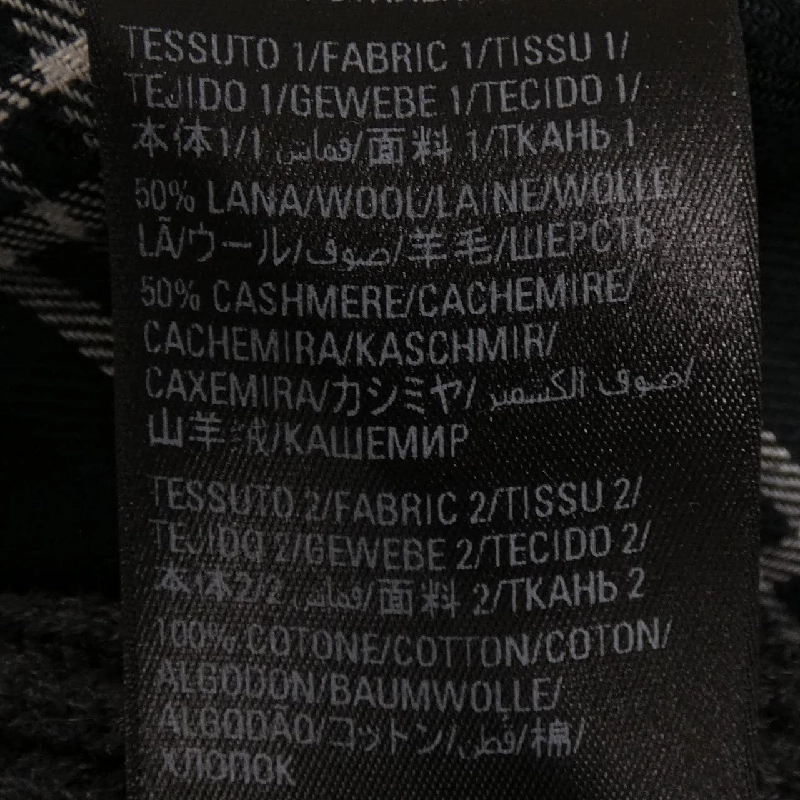 TESSUTO 1/FABRIC 1/TISSU 1/
TEJIDO 1/GEWEBE 1/TECIDO 1/
本体1/1 قماش/面料 1/ТКАНЬ 1
50% LANA/WOOL/LAINE/WOLLE/
LÃ/ウール/صوف/羊毛/ШЕРСТЬ
50% CASHMERE/CACHEMIRE/
CACHEMIRA/KASCHMIR/
CAXEMIRA/カシミヤ/صوف الكشمير/
山羊绒/КАШЕМИР
TESSUTO 2/FABRIC 2/TISSU 2/
TEJIDO 2/GEWEBE 2/TECIDO 2/
本体2/2 قماش/面料 2/ТКАНЬ 2
100% COTONE/COTTON/COTON/
ALGODON/BAUMWOLLE/
ALGODÃO/コットン/قطن/棉/
ХЛОПОК